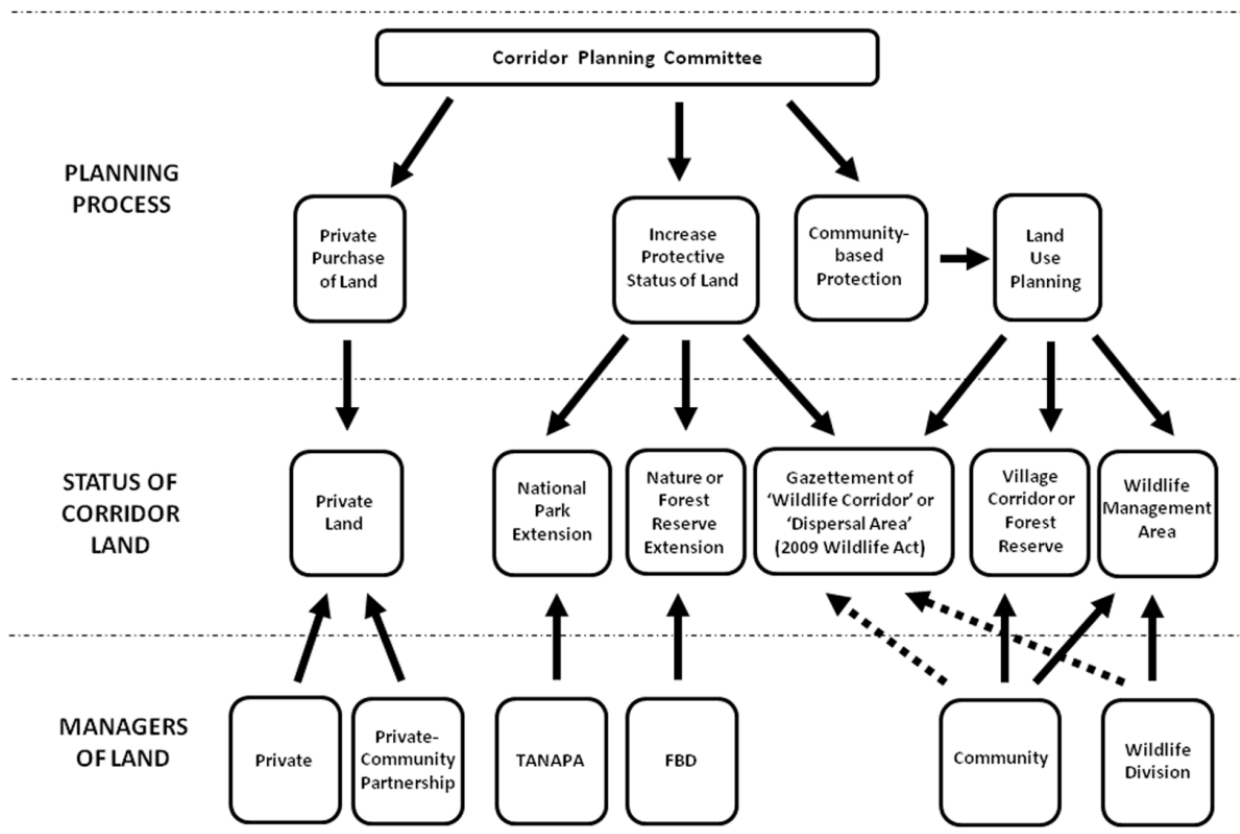 Corridor Planning Committee
PLANNING
PROCESS
Private
Purchase
of Land
Increase
Protective
Status of Land
Community-
based
Protection
Land
Use
Planning
STATUS OF
CORRIDOR
LAND
Private
Land
National
Park
Extension
Nature or
Forest
Reserve
Extension
Gazettement of
‘Wildlife Corridor’ or
‘Dispersal Area’
(2009 Wildlife Act)
Village
Corridor or
Forest
Reserve
Wildlife
Management
Area
MANAGERS
OF LAND
Private
Private-
Community
Partnership
TANAPA
FBD
Community
Wildlife
Division